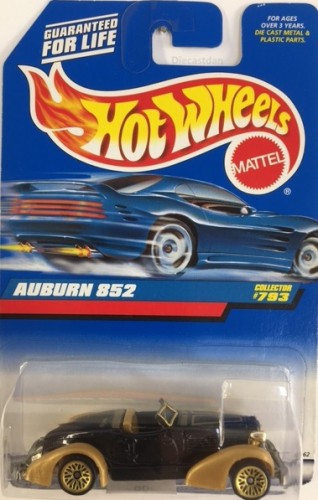 GUARANTEED
FOR LIFE
FOR AGES
OVER 3 YEARS.
DIE CAST METAL &
PLASTIC PARTS.
Diecastdan
Hot Wheels
MATTEL
®
AUBURN 852
COLLECTOR
#793